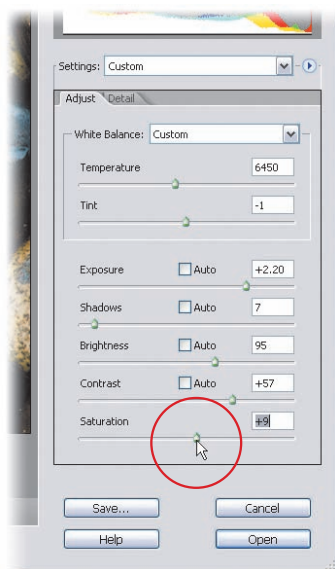 Settings: Custom
Adjust Detail
White Balance: Custom
Temperature 6450
Tint -1
Exposure Auto +2.20
Shadows Auto 7
Brightness Auto 95
Contrast Auto +57
Saturation +9
Save... Cancel
Help Open